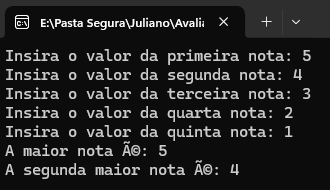 E:\Pasta Segura\Juliano\Avalia
Insira o valor da primeira nota: 5
Insira o valor da segunda nota: 4
Insira o valor da terceira nota: 3
Insira o valor da quarta nota: 2
Insira o valor da quinta nota: 1
A maior nota Ã©: 5
A segunda maior nota Ã©: 4